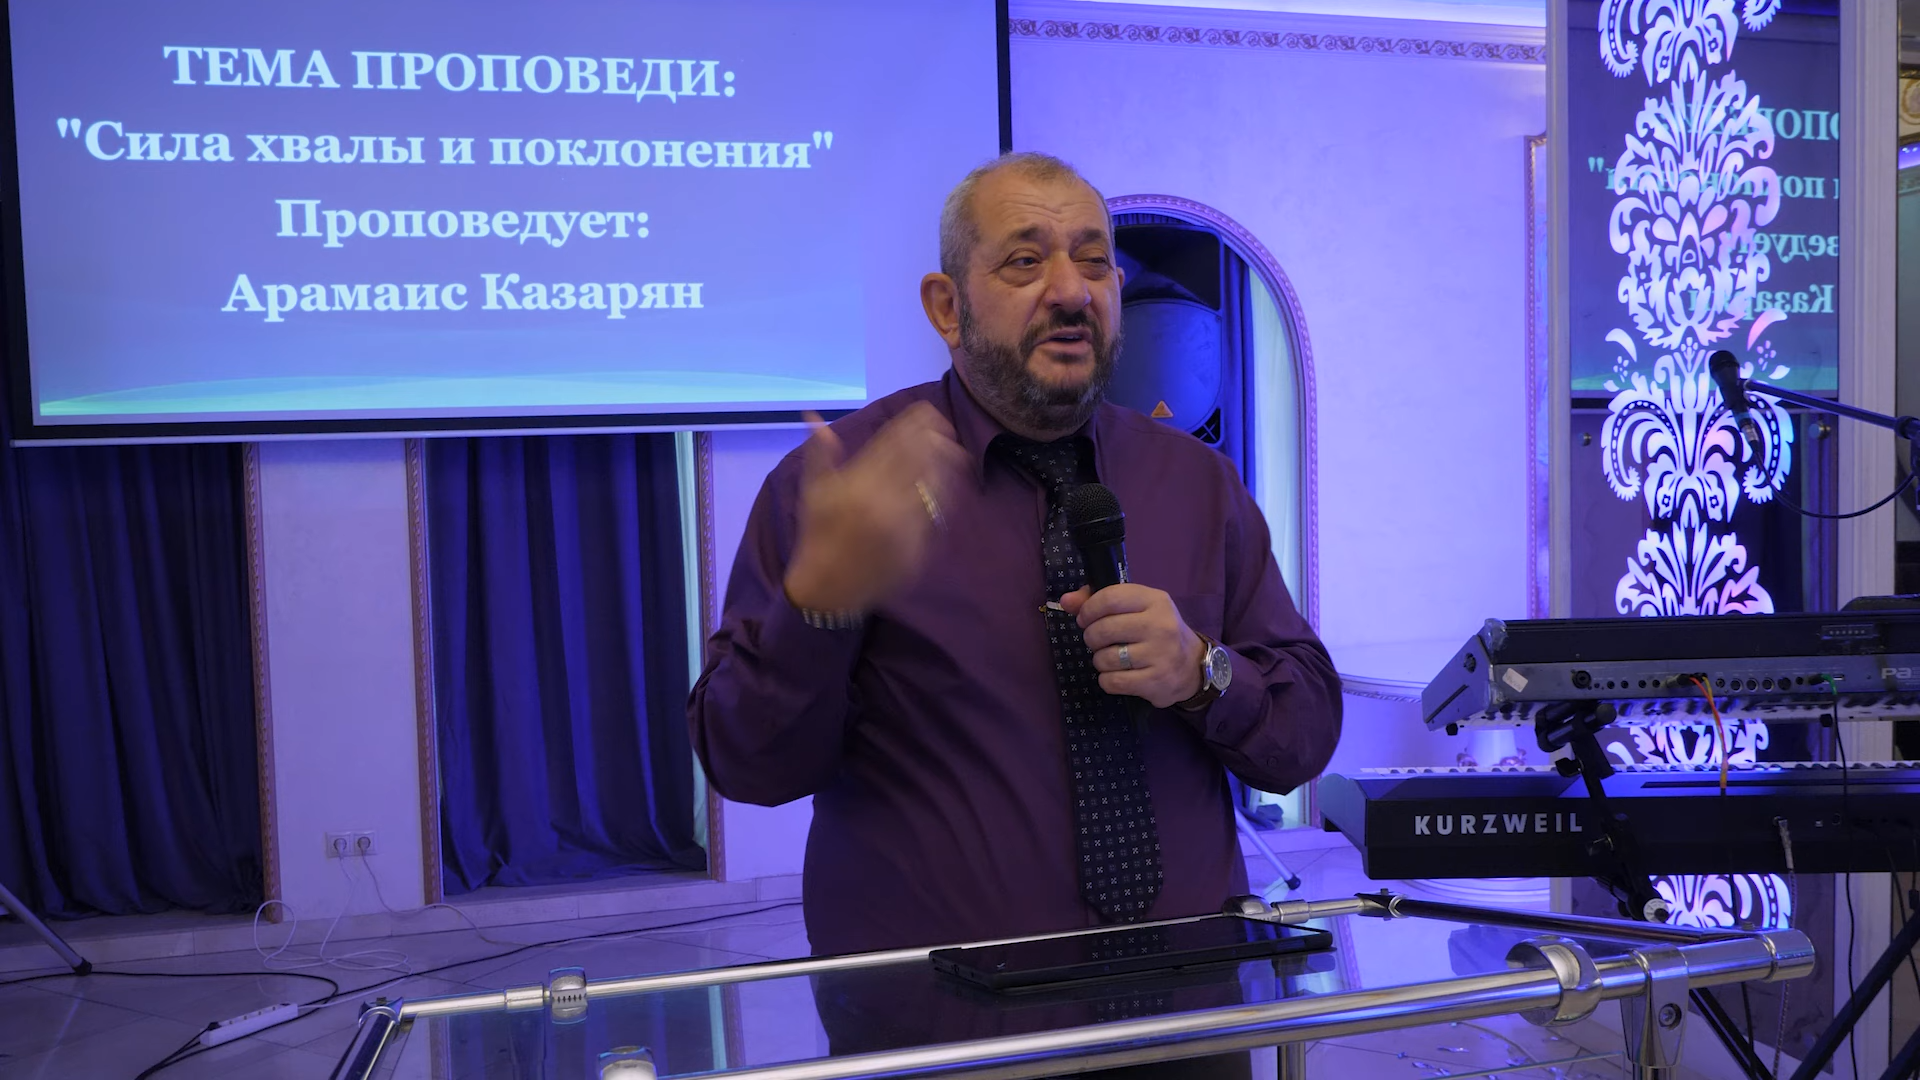 ТЕМА ПРОПОВЕДИ:
"Сила хвалы и поклонения"
Проповедует:
Арамаис Казарян
KURZWEIL